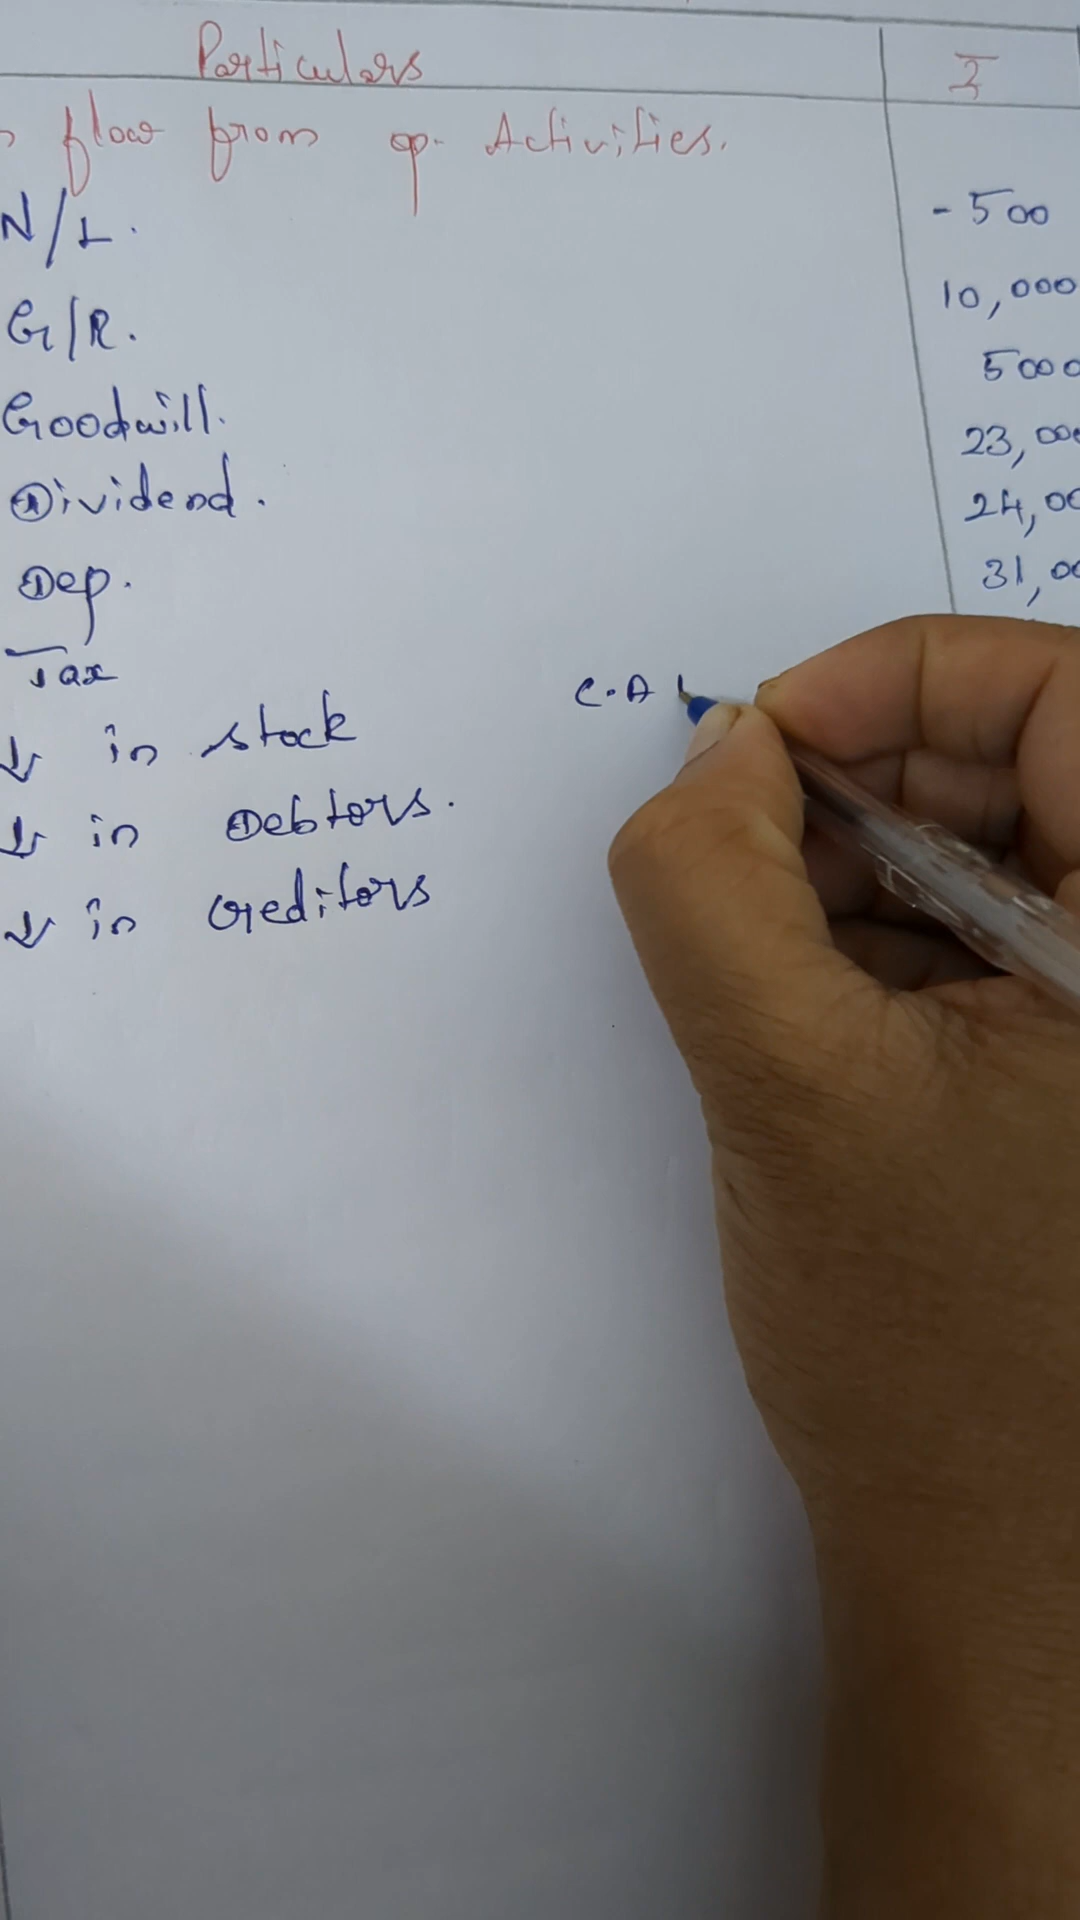 Particulars ₹
flow from op. Activities.
N/L. -500
G/R. 10,000
Goodwill. 5000
Dividend. 23,000
Dep. 24,00
Tax 31,00
↓ in stock C.A
↓ in Debtors.
↓ in creditors